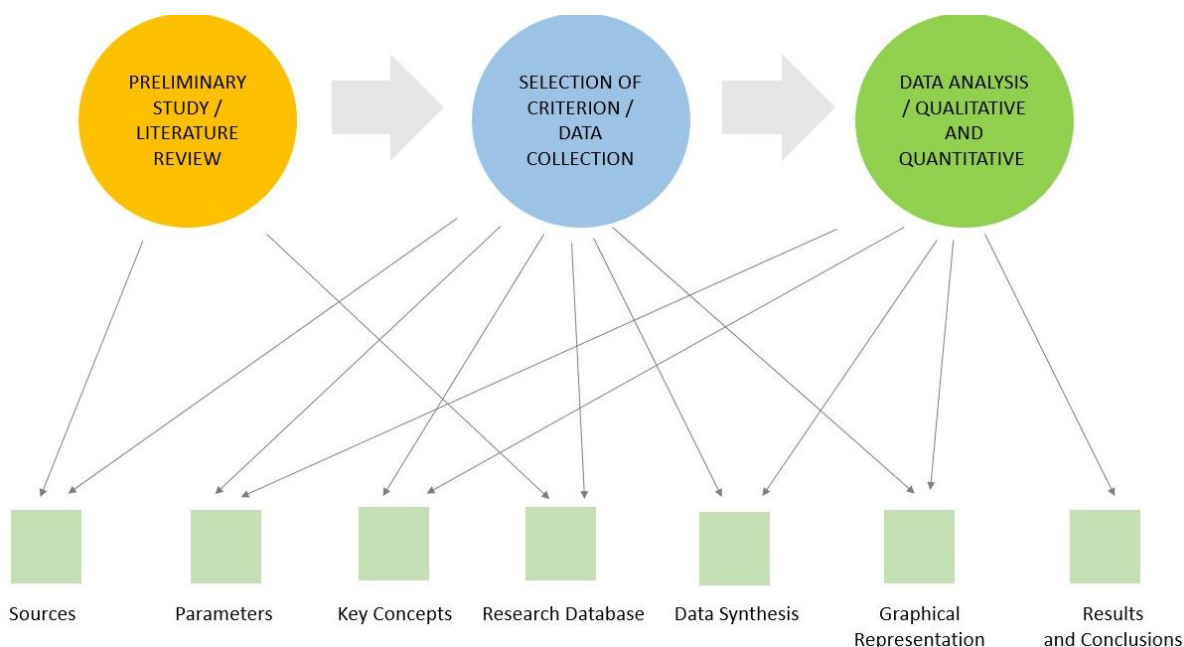 PRELIMINARY
STUDY /
LITERATURE
REVIEW
SELECTION OF
CRITERION /
DATA
COLLECTION
DATA ANALYSIS
/ QUALITATIVE
AND
QUANTITATIVE
Sources
Parameters
Key Concepts
Research Database
Data Synthesis
Graphical
Representation
Results
and Conclusions